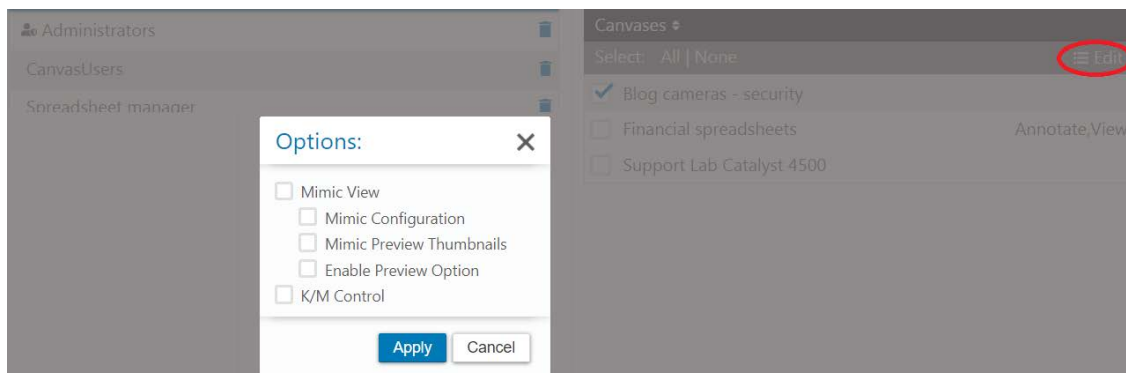 Administrators
CanvasUsers
Spreadsheet manager
Options:
Mimic View
Mimic Configuration
Mimic Preview Thumbnails
Enable Preview Option
K/M Control
Apply
Cancel
Canvases
Select: All | None
Edit
Blog cameras - security
Financial spreadsheets
Annotate,View
Support Lab Catalyst 4500